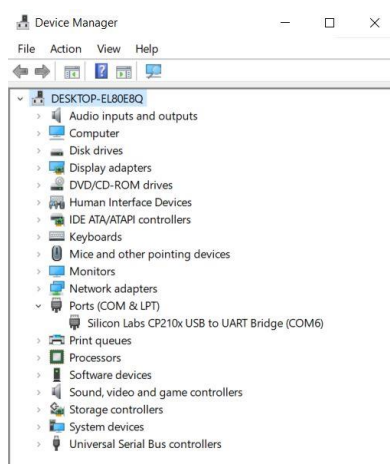 Device Manager
File Action View Help
DESKTOP-EL80E8Q
Audio inputs and outputs
Computer
Disk drives
Display adapters
DVD/CD-ROM drives
Human Interface Devices
IDE ATA/ATAPI controllers
Keyboards
Mice and other pointing devices
Monitors
Network adapters
Ports (COM & LPT)
Silicon Labs CP210x USB to UART Bridge (COM6)
Print queues
Processors
Software devices
Sound, video and game controllers
Storage controllers
System devices
Universal Serial Bus controllers